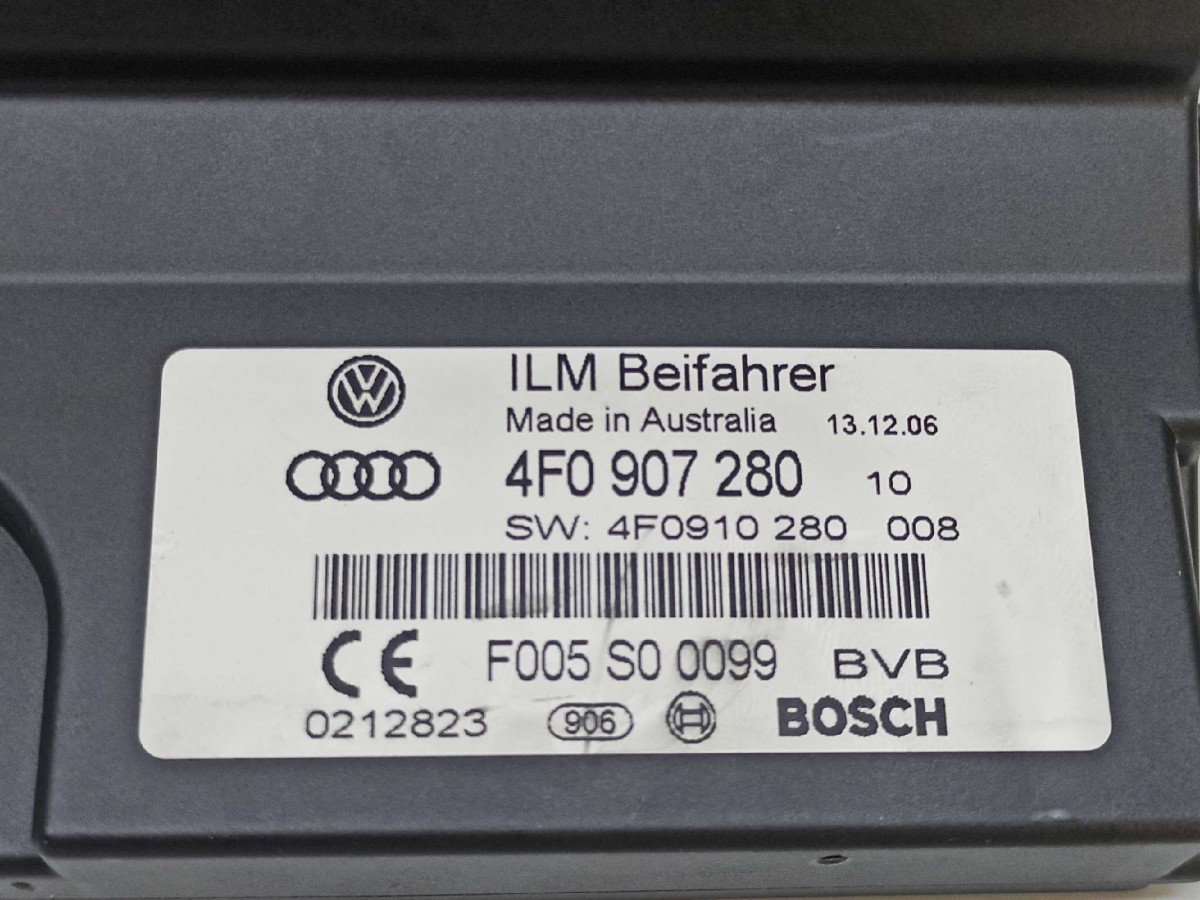 ILM Beifahrer
Made in Australia 13.12.06
4F0 907 280 10
SW: 4F0910 280 008
CE F005 S0 0099 BVB
0212823 906 BOSCH